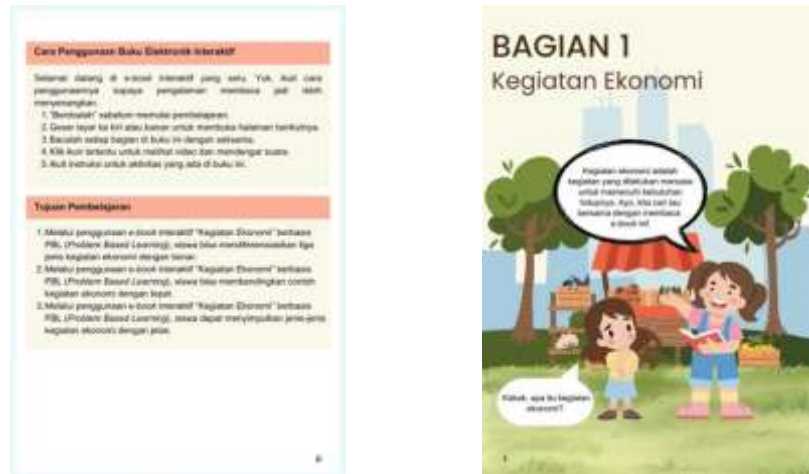 Cara Penggunaan Buku Elektronik Interaktif
Selamat datang di e-book interaktif yang seru. Yuk, ikuti cara
penggunaannya supaya pengalaman membaca jadi lebih
menyenangkan.
1. "Berdoalah" sebelum memulai pembelajaran.
2. Geser layar ke kiri atau kanan untuk membuka halaman berikutnya.
3. Bacalah setiap bagian di buku ini dengan seksama.
4. Klik ikon tertentu untuk melihat video dan mendengar suara.
5. Ikuti instruksi untuk aktivitas yang ada di buku ini.
Tujuan Pembelajaran
1. Melalui penggunaan e-book interaktif "Kegiatan Ekonomi" berbasis
PBL (Problem Based Learning), siswa bisa mendiferensiasikan tiga
jenis kegiatan ekonomi dengan benar.
2. Melalui penggunaan e-book interaktif "Kegiatan Ekonomi" berbasis
PBL (Problem Based Learning), siswa bisa membandingkan contoh
kegiatan ekonomi dengan tepat.
3. Melalui penggunaan e-book interaktif "Kegiatan Ekonomi" berbasis
PBL (Problem Based Learning), siswa dapat menyimpulkan jenis-jenis
kegiatan ekonomi dengan jelas.
BAGIAN 1
Kegiatan Ekonomi
Kegiatan ekonomi adalah
kegiatan yang dilakukan manusia
untuk memenuhi kebutuhan
hidupnya. Ayo, kita cari tau
bersama dengan membaca
e-book ini!
Kakak, apa itu kegiatan
ekonomi?